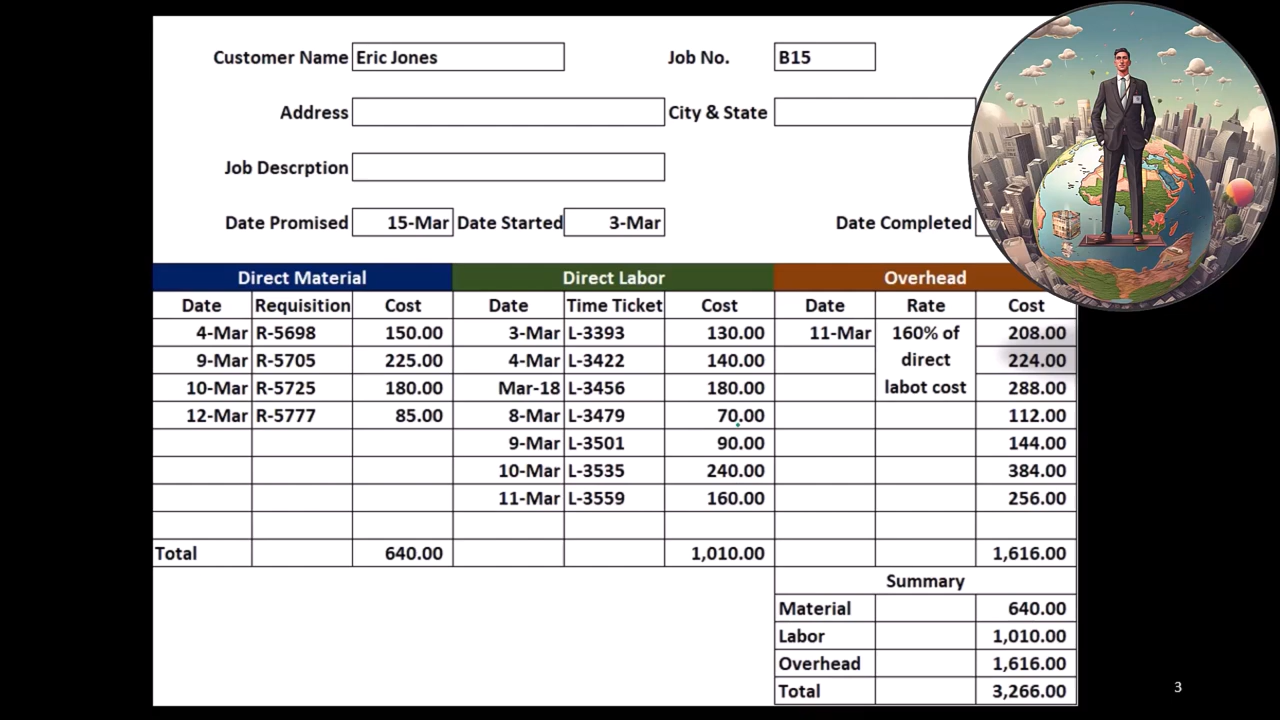 Customer Name Eric Jones Job No. B15
Address City & State
Job Descrption
Date Promised 15-Mar Date Started 3-Mar Date Completed
Direct Material Direct Labor Overhead
Date Requisition Cost Date Time Ticket Cost Date Rate Cost
4-Mar R-5698 150.00 3-Mar L-3393 130.00 11-Mar 160% of 208.00
9-Mar R-5705 225.00 4-Mar L-3422 140.00 direct 224.00
10-Mar R-5725 180.00 Mar-18 L-3456 180.00 labot cost 288.00
12-Mar R-5777 85.00 8-Mar L-3479 70.00 112.00
9-Mar L-3501 90.00 144.00
10-Mar L-3535 240.00 384.00
11-Mar L-3559 160.00 256.00
Total 640.00 1,010.00 1,616.00
Summary
Material 640.00
Labor 1,010.00
Overhead 1,616.00
Total 3,266.00
3